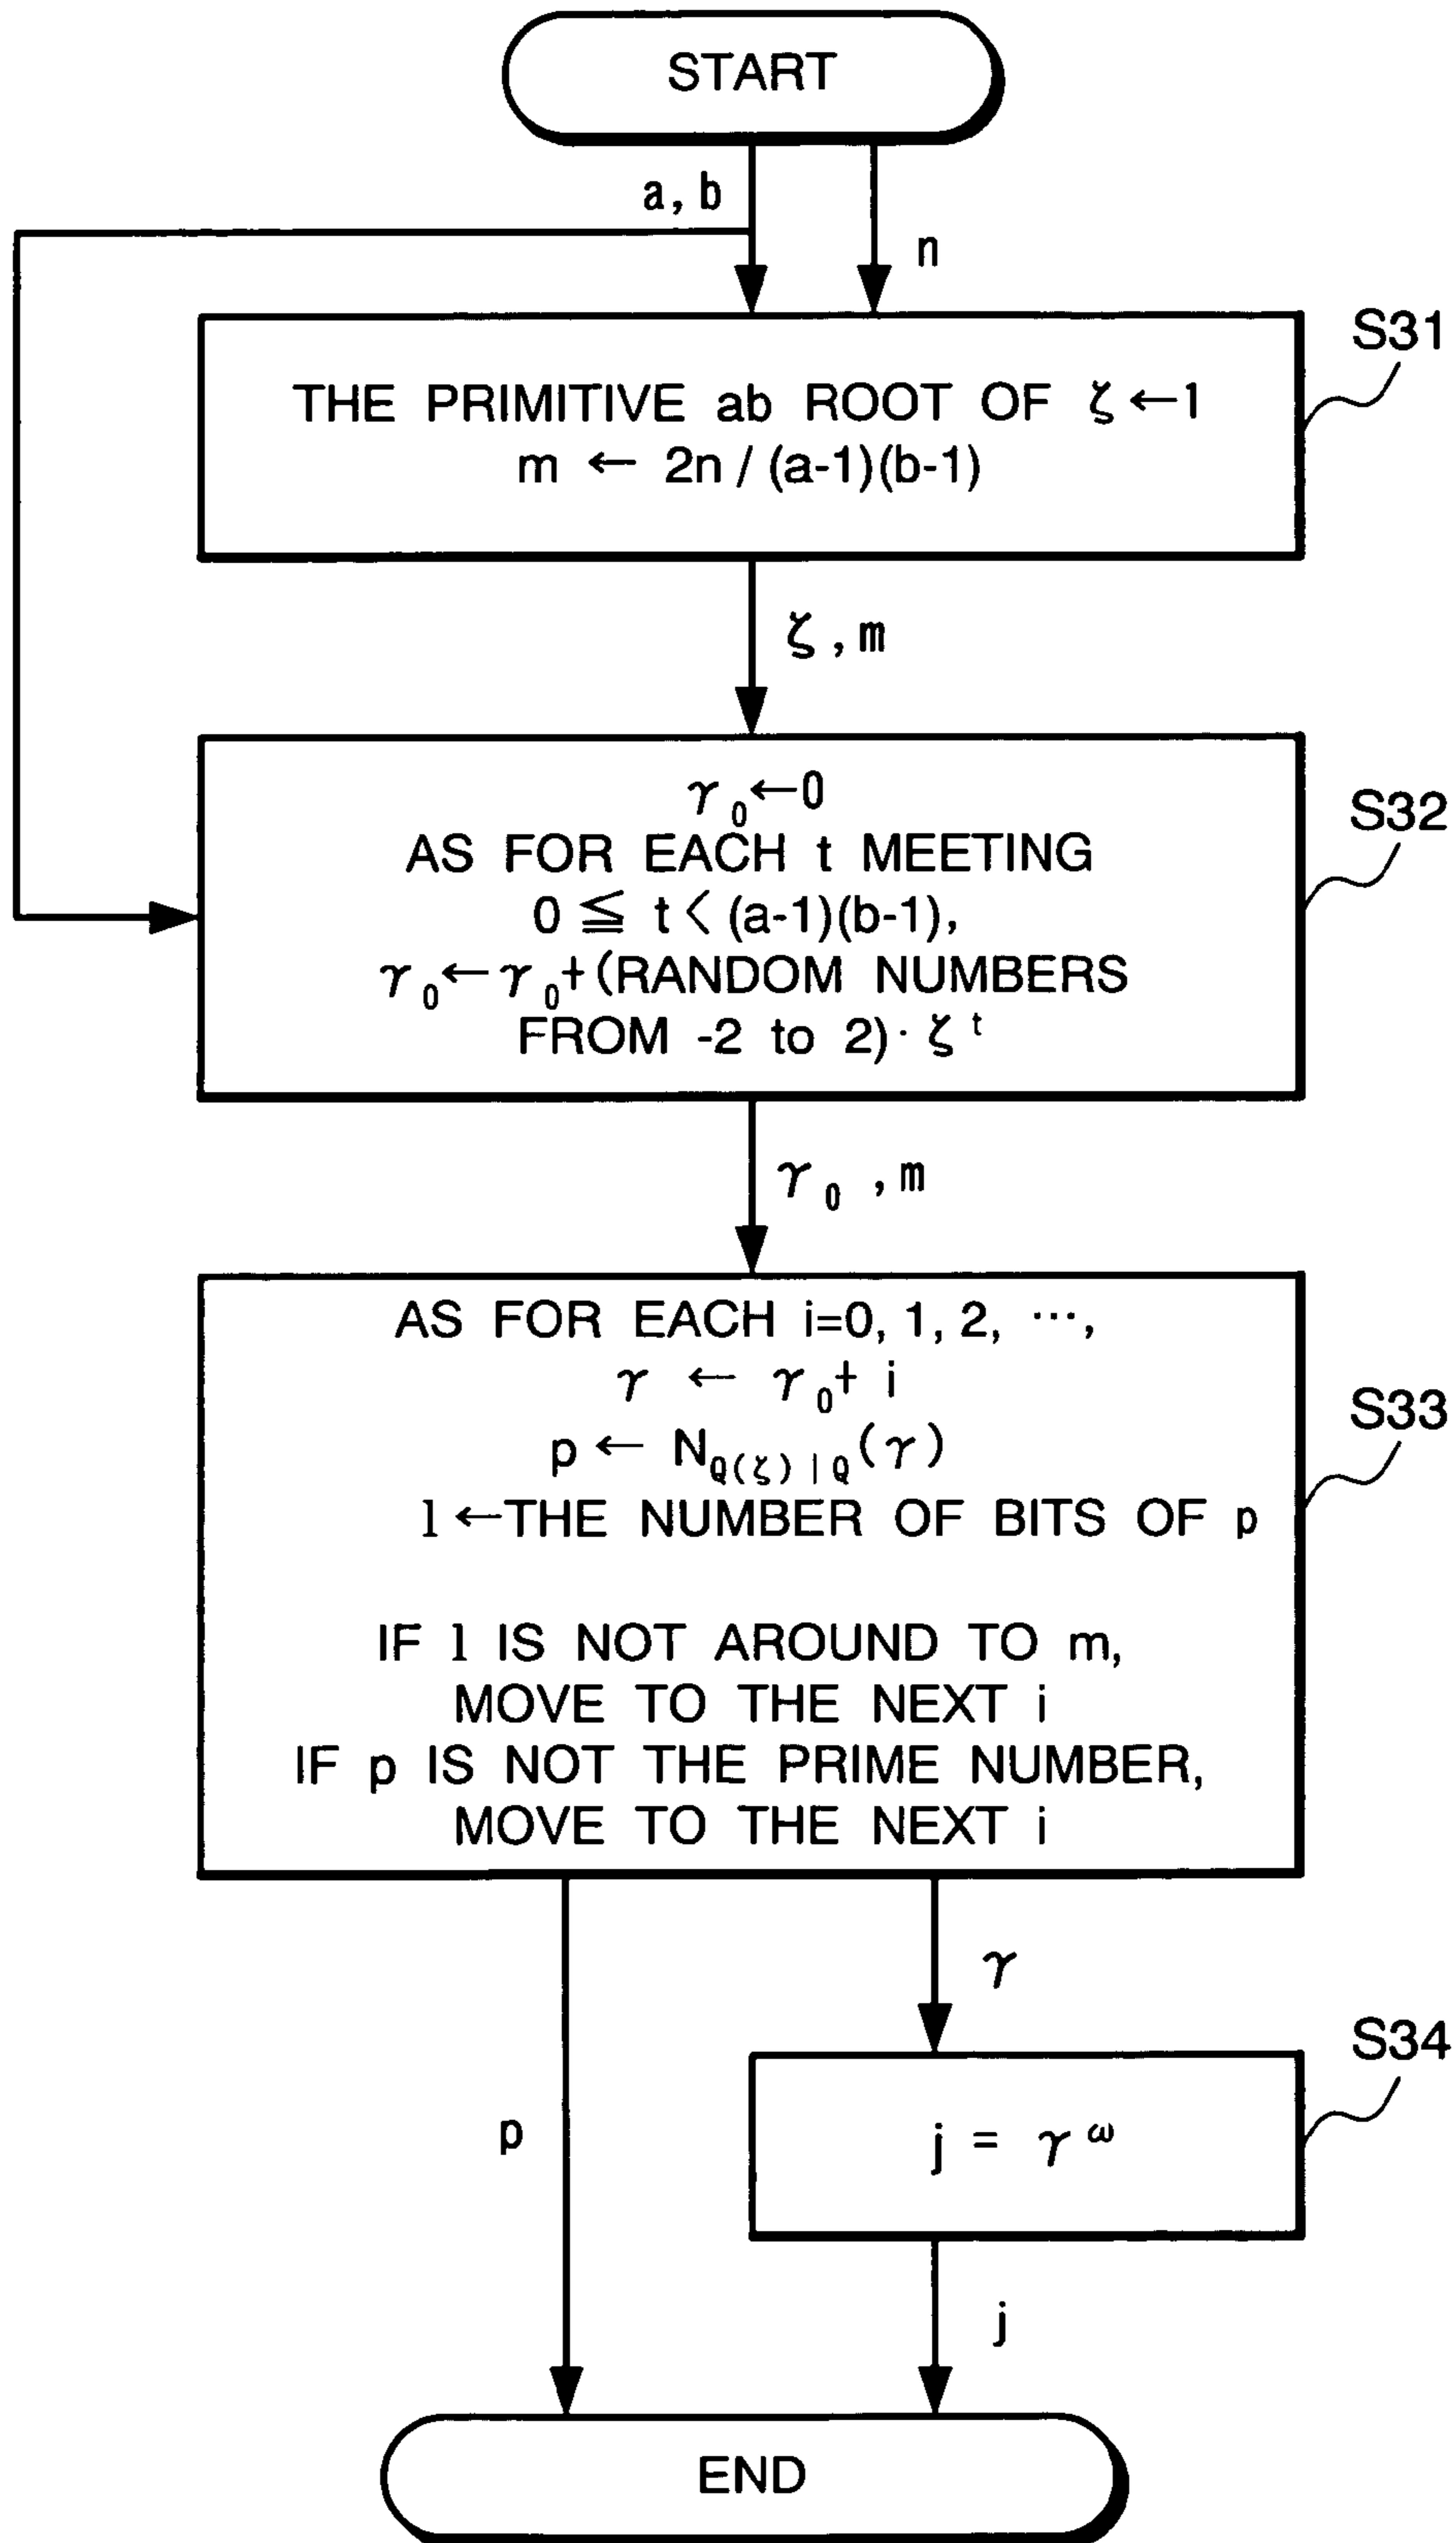 START
a, b
n
S31
THE PRIMITIVE ab ROOT OF ζ←1
m ← 2n / (a-1)(b-1)
ζ, m
S32
γ₀←0
AS FOR EACH t MEETING
0 ≦ t < (a-1)(b-1),
γ₀←γ₀+(RANDOM NUMBERS
FROM -2 to 2)· ζᵗ
γ₀ , m
S33
AS FOR EACH i=0, 1, 2, ⋯,
γ ← γ₀+ i
p ← N_Q(ζ) | Q (γ)
l ←THE NUMBER OF BITS OF p
IF l IS NOT AROUND TO m,
MOVE TO THE NEXT i
IF p IS NOT THE PRIME NUMBER,
MOVE TO THE NEXT i
γ
S34
p
j = γ^ω
j
END